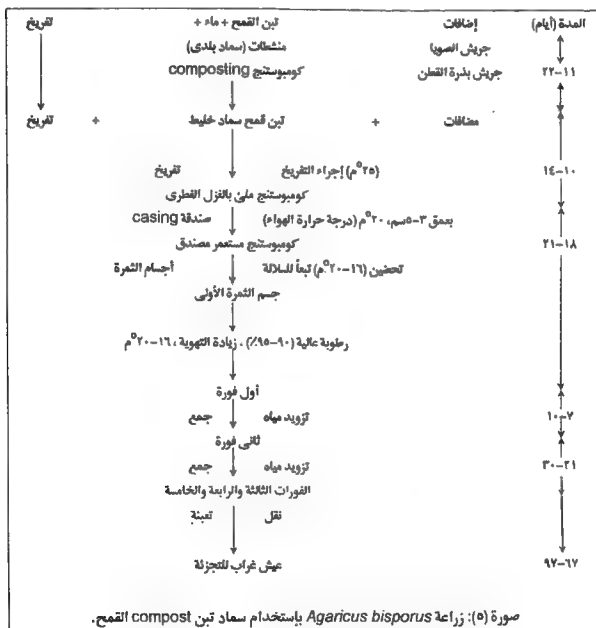 المدة (أيام) إضافات تبن القمح + ماء + تفريخ
جريش الصويا منشطات (سماد بلدى)
١١–٢٢ جريش بذرة القطن كومبوستنج composting
مضافات + تبن قمح سماد خليط + تفريخ
١٠–١٤ (٢٥°م) إجراء التفريخ تفريخ
كومبوستنج ملئ بالغزل الفطرى
بعمق ٣–٥سم، ٢٠°م (درجة حرارة الهواء) صندقة casing
١٨–٢١ كومبوستنج مستعمر مصندق
تحضين (١٦–٢٠°م) تبعاً للسلالة أجسام الثمرة
جسم الثمرة الأولى
رطوبة عالية (٩٠–٩٥٪)، زيادة التهوية، ١٦–٢٠°م
أول فورة
٧–١٠ تزويد مياه جمع
ثانى فورة
٢١–٣٠ تزويد مياه جمع
الفورات الثالثة والرابعة والخامسة
نقل تعبئة
٦٧–٩٧ عيش غراب للتجزئة
صورة (٥): زراعة Agaricus bisporus بإستخدام سماد تبن compost القمح.